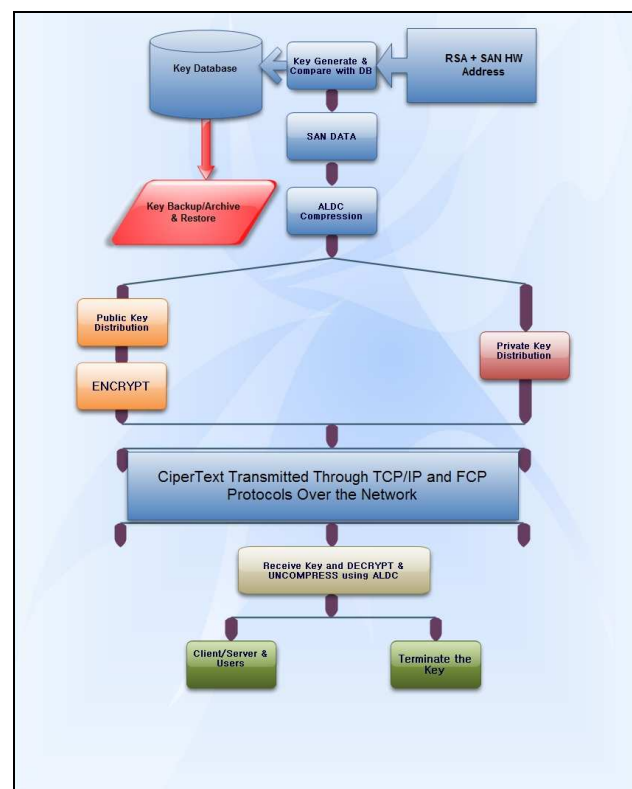 Key Database
Key Generate &
Compare with DB
RSA + SAN HW
Address
SAN DATA
Key Backup/Archive
& Restore
ALDC
Compression
Public Key
Distribution
Private Key
Distribution
ENCRYPT
CiperText Transmitted Through TCP/IP and FCP
Protocols Over the Network
Receive Key and DECRYPT &
UNCOMPRESS using ALDC
Client/Server &
Users
Terminate the
Key